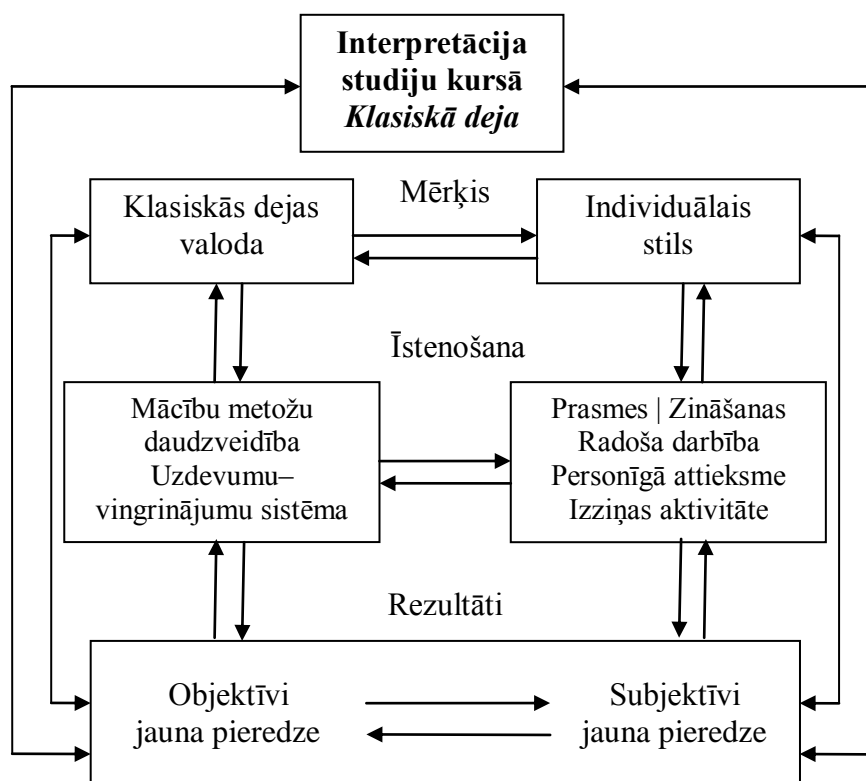 Interpretācija
studiju kursā
Klasiskā deja
Mērķis
Klasiskās dejas
valoda
Individuālais
stils
Īstenošana
Mācību metožu
daudzveidība
Uzdevumu–
vingrinājumu sistēma
Prasmes | Zināšanas
Radoša darbība
Personīgā attieksme
Izziņas aktivitāte
Rezultāti
Objektīvi
jauna pieredze
Subjektīvi
jauna pieredze